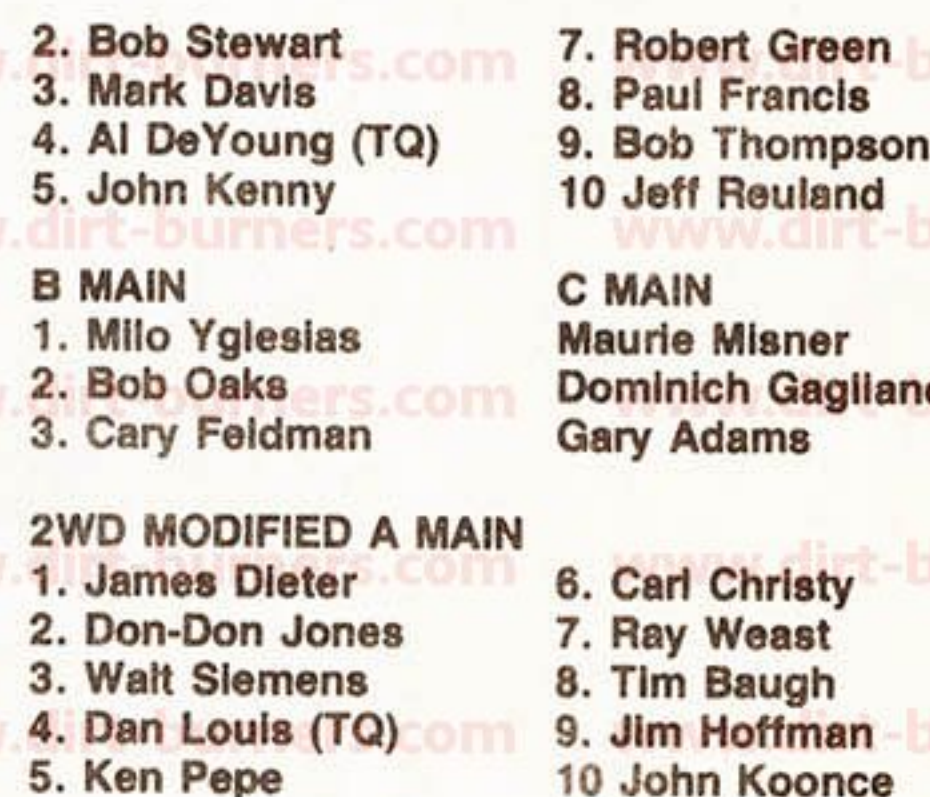 2. Bob Stewart
3. Mark Davis
4. Al DeYoung (TQ)
5. John Kenny
7. Robert Green
8. Paul Francis
9. Bob Thompson
10 Jeff Reuland
B MAIN
1. Milo Yglesias
2. Bob Oaks
3. Cary Feldman
C MAIN
Maurie Misner
Dominich
Gary Adams
2WD MODIFIED A MAIN
1. James Dieter
2. Don-Don Jones
3. Walt Siemens
4. Dan Louis (TQ)
5. Ken Pepe
6. Carl Christy
7. Ray Weast
8. Tim Baugh
9. Jim Hoffman
10 John Koonce